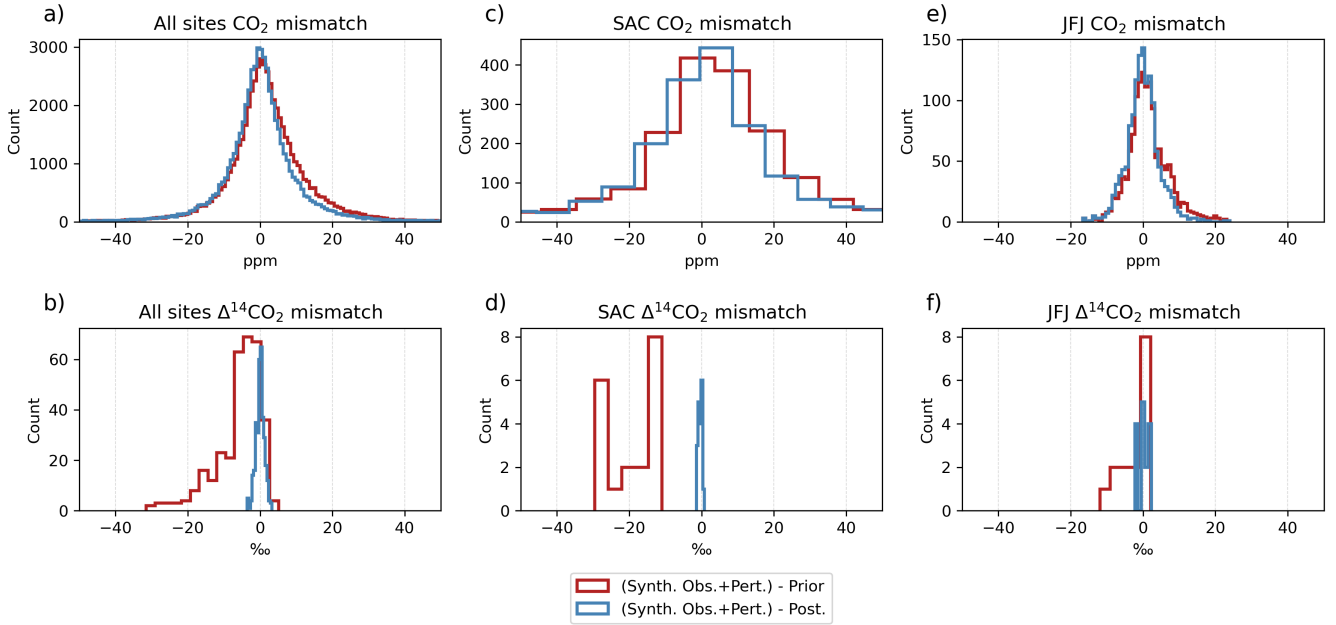 a)
All sites CO₂ mismatch
Count
3000
2000
1000
0
−40 −20 0 20 40
ppm
c)
SAC CO₂ mismatch
Count
400
300
200
100
0
−40 −20 0 20 40
ppm
e)
JFJ CO₂ mismatch
Count
150
100
50
0
−40 −20 0 20 40
ppm
b)
All sites Δ¹⁴CO₂ mismatch
Count
60
40
20
0
−40 −20 0 20 40
‰
d)
SAC Δ¹⁴CO₂ mismatch
Count
8
6
4
2
0
−40 −20 0 20 40
‰
f)
JFJ Δ¹⁴CO₂ mismatch
Count
8
6
4
2
0
−40 −20 0 20 40
‰
(Synth. Obs.+Pert.) - Prior
(Synth. Obs.+Pert.) - Post.